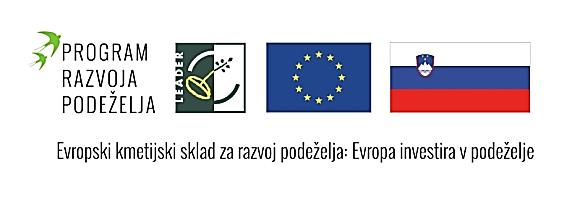 PROGRAM
RAZVOJA
PODEŽELJA
LEADER
Evropski kmetijski sklad za razvoj podeželja: Evropa investira v podeželje